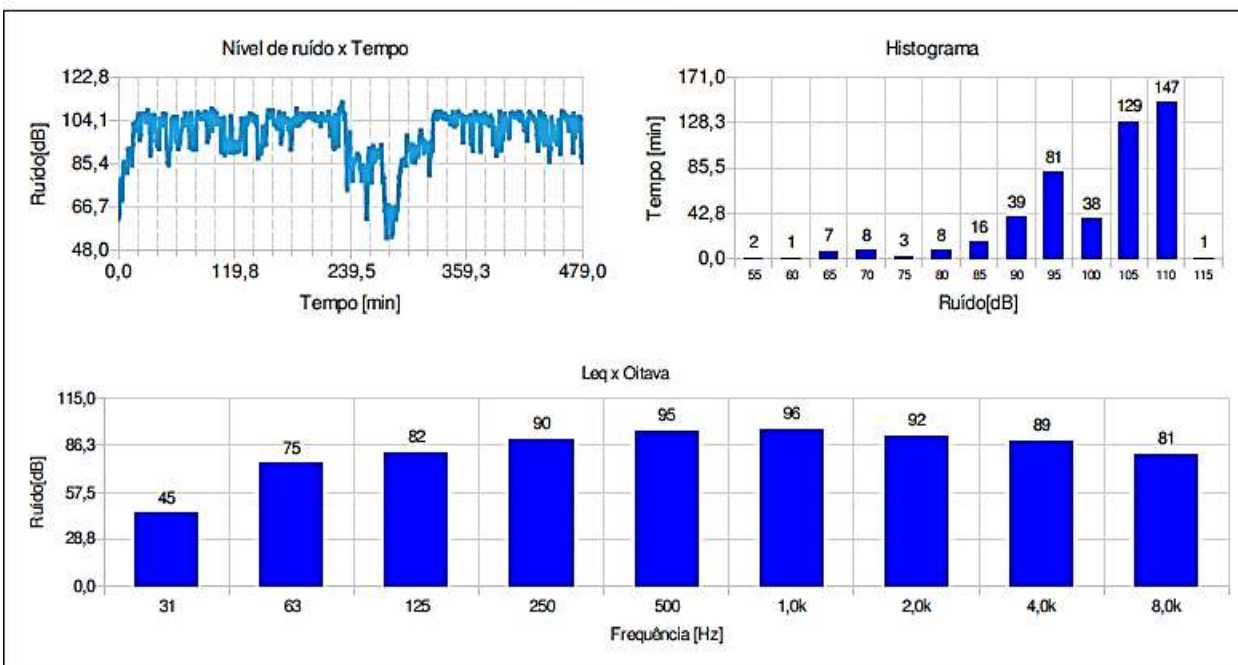 Nível de ruído x Tempo
122,8
104,1
85,4
66,7
48,0
Ruído[dB]
0,0 119,8 239,5 359,3 479,0
Tempo [min]
Histograma
171,0
128,3
85,5
42,8
0,0
Tempo [min]
2 1 7 8 3 8 16 39 81 38 129 147 1
55 60 65 70 75 80 85 90 95 100 105 110 115
Ruído[dB]
Leq x Oitava
115,0
86,3
57,5
28,8
0,0
Ruído[dB]
45 75 82 90 95 96 92 89 81
31 63 125 250 500 1,0k 2,0k 4,0k 8,0k
Frequência [Hz]